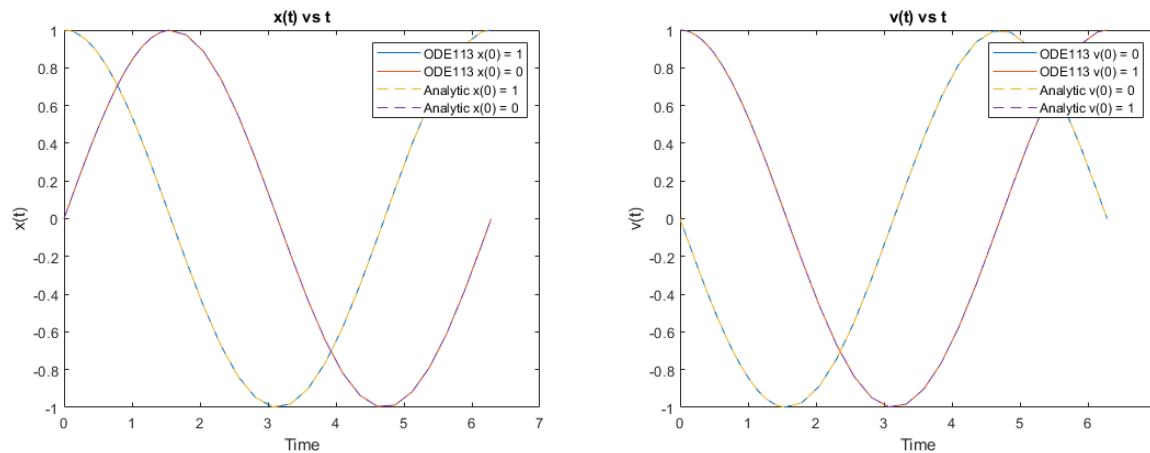 x(t) vs t
ODE113 x(0) = 1
ODE113 x(0) = 0
Analytic x(0) = 1
Analytic x(0) = 0
1
0.8
0.6
0.4
0.2
0
-0.2
-0.4
-0.6
-0.8
-1
x(t)
0 1 2 3 4 5 6 7
Time
v(t) vs t
ODE113 v(0) = 0
ODE113 v(0) = 1
Analytic v(0) = 0
Analytic v(0) = 1
1
0.8
0.6
0.4
0.2
0
-0.2
-0.4
-0.6
-0.8
-1
v(t)
0 1 2 3 4 5 6
Time